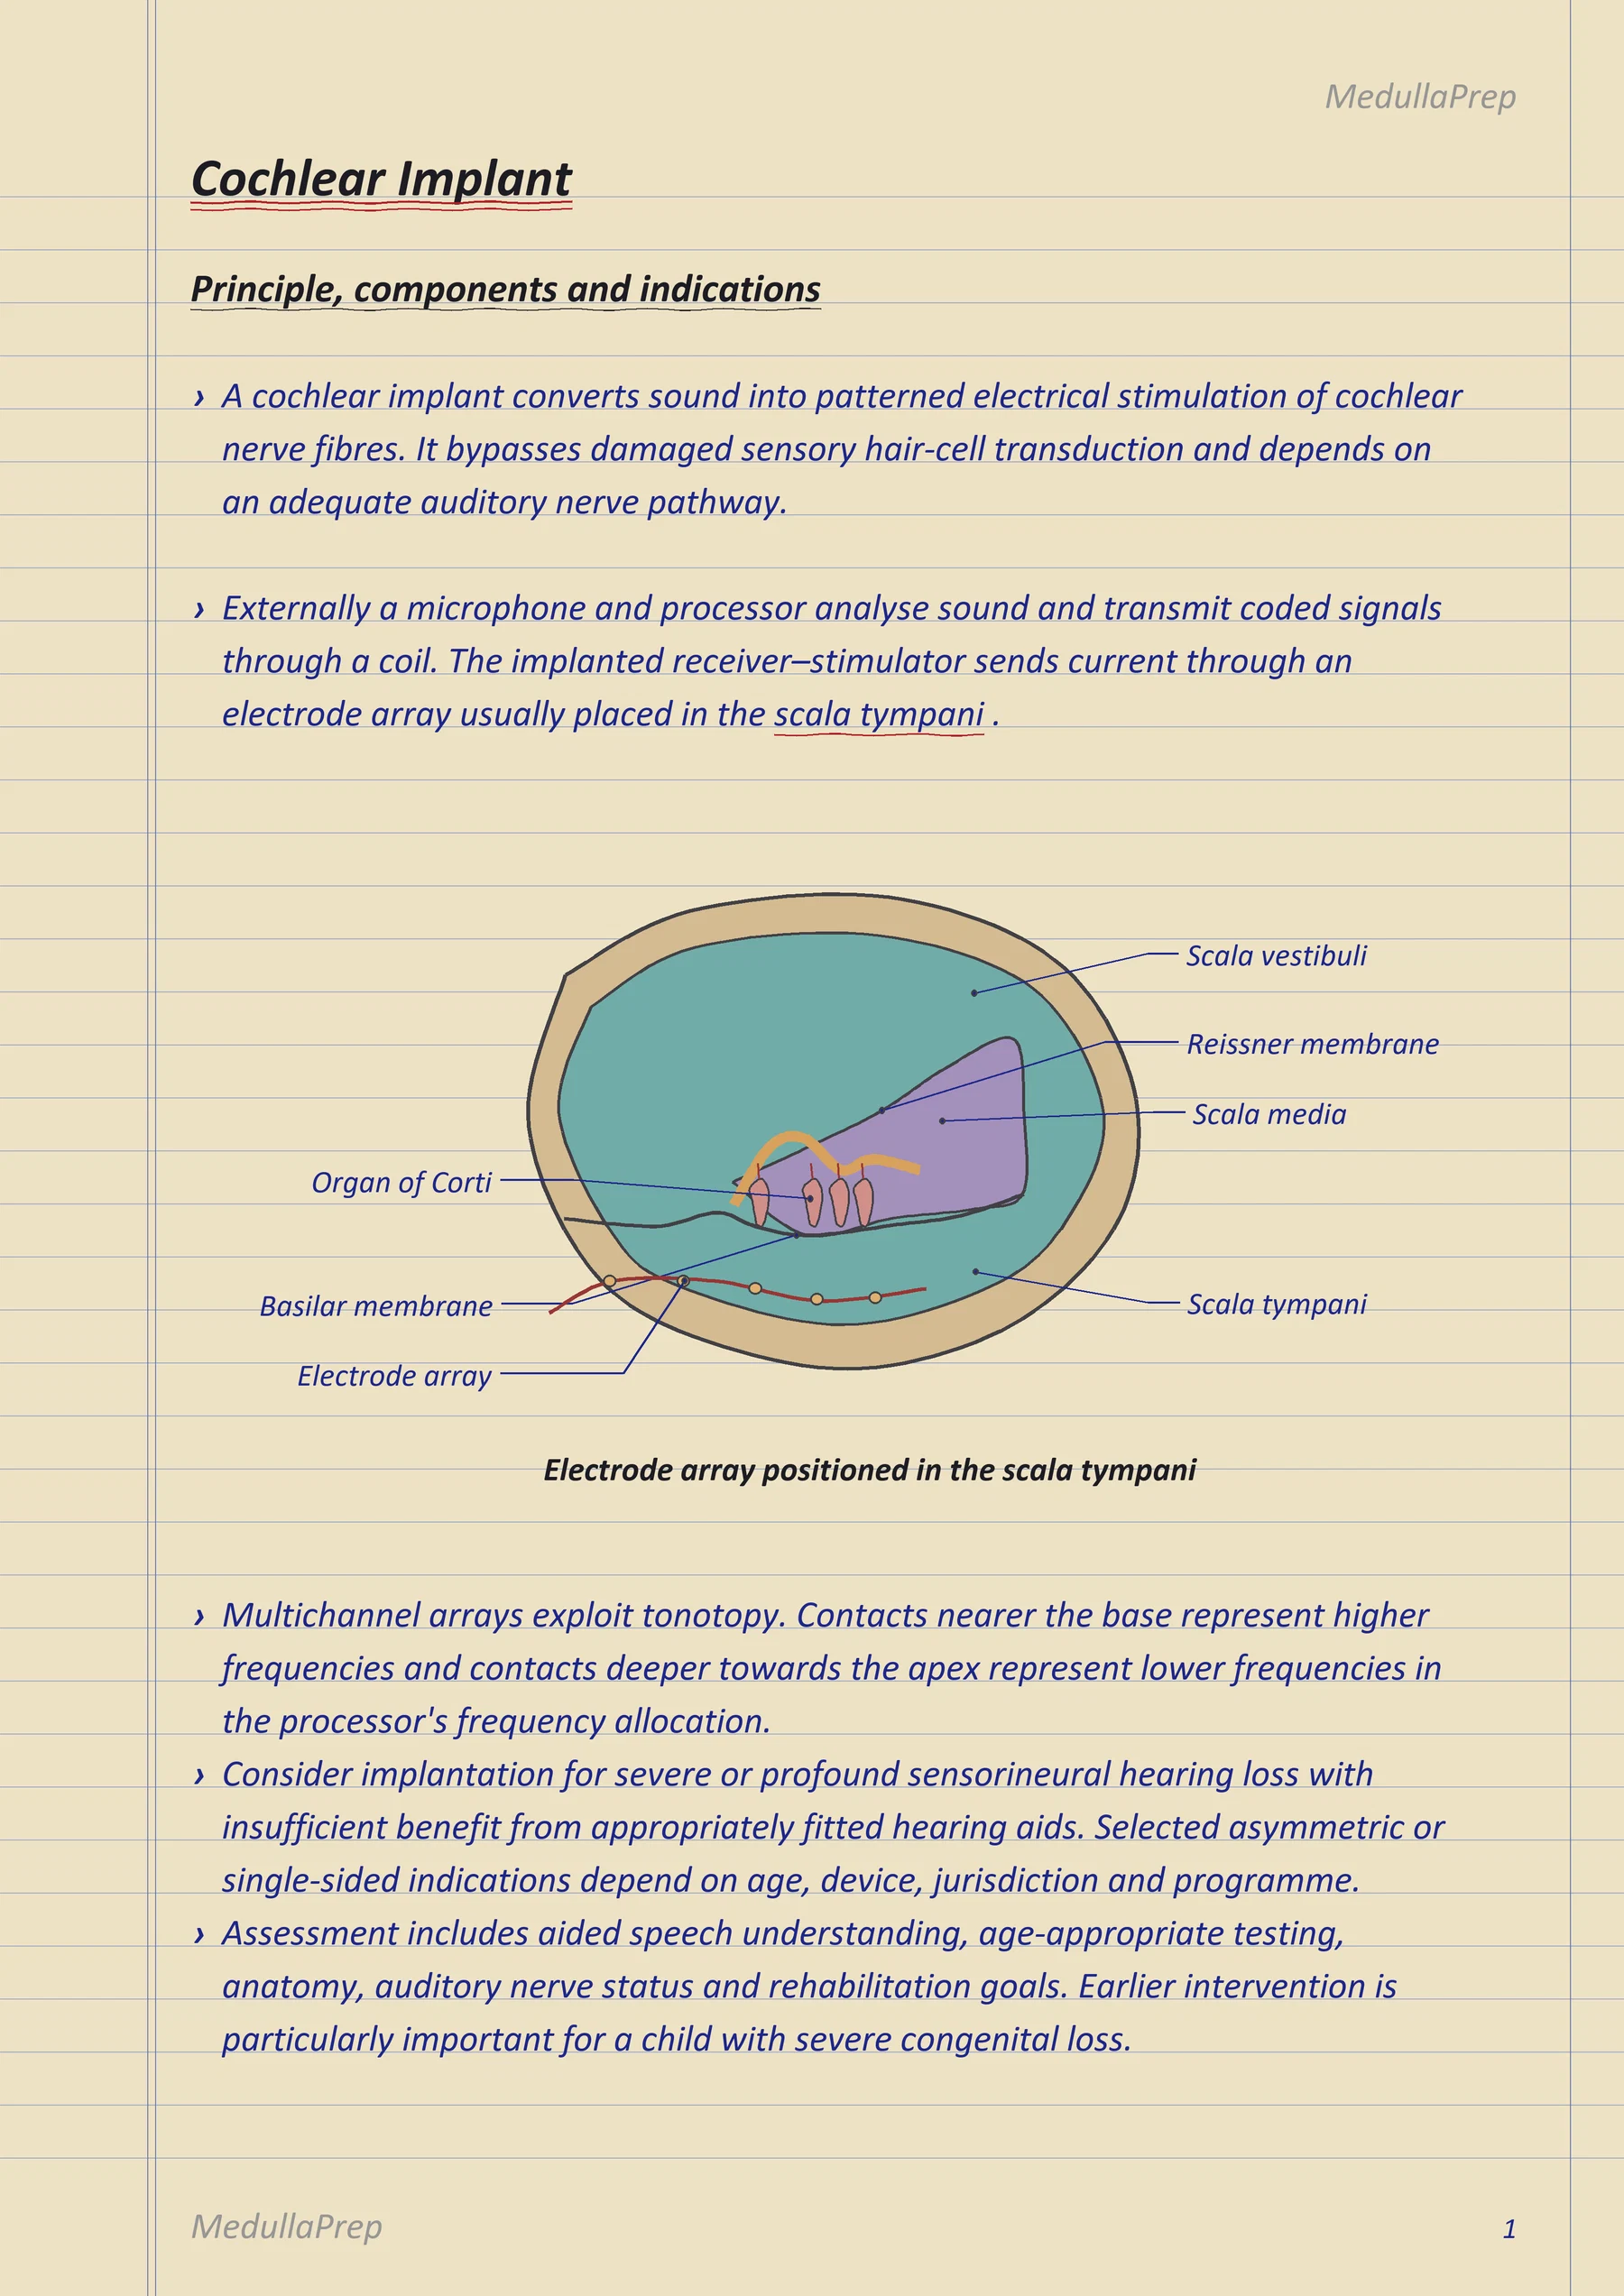 MedullaPrep
Cochlear Implant
Principle, components and indications
› A cochlear implant converts sound into patterned electrical stimulation of cochlear
nerve fibres. It bypasses damaged sensory hair-cell transduction and depends on
an adequate auditory nerve pathway.
› Externally a microphone and processor analyse sound and transmit coded signals
through a coil. The implanted receiver–stimulator sends current through an
electrode array usually placed in the scala tympani .
Scala vestibuli
Reissner membrane
Scala media
Organ of Corti
Basilar membrane
Scala tympani
Electrode array
Electrode array positioned in the scala tympani
› Multichannel arrays exploit tonotopy. Contacts nearer the base represent higher
frequencies and contacts deeper towards the apex represent lower frequencies in
the processor's frequency allocation.
› Consider implantation for severe or profound sensorineural hearing loss with
insufficient benefit from appropriately fitted hearing aids. Selected asymmetric or
single-sided indications depend on age, device, jurisdiction and programme.
› Assessment includes aided speech understanding, age-appropriate testing,
anatomy, auditory nerve status and rehabilitation goals. Earlier intervention is
particularly important for a child with severe congenital loss.
MedullaPrep
1